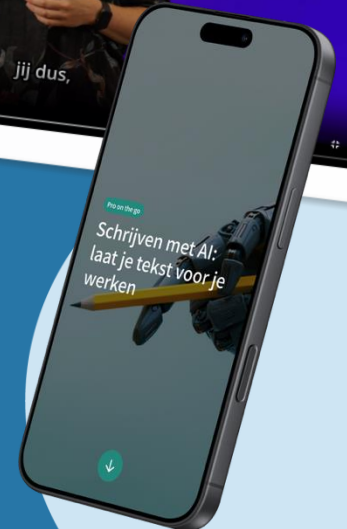 jij dus,
Pro on the go
Schrijven met AI:
laat je tekst voor je
werken